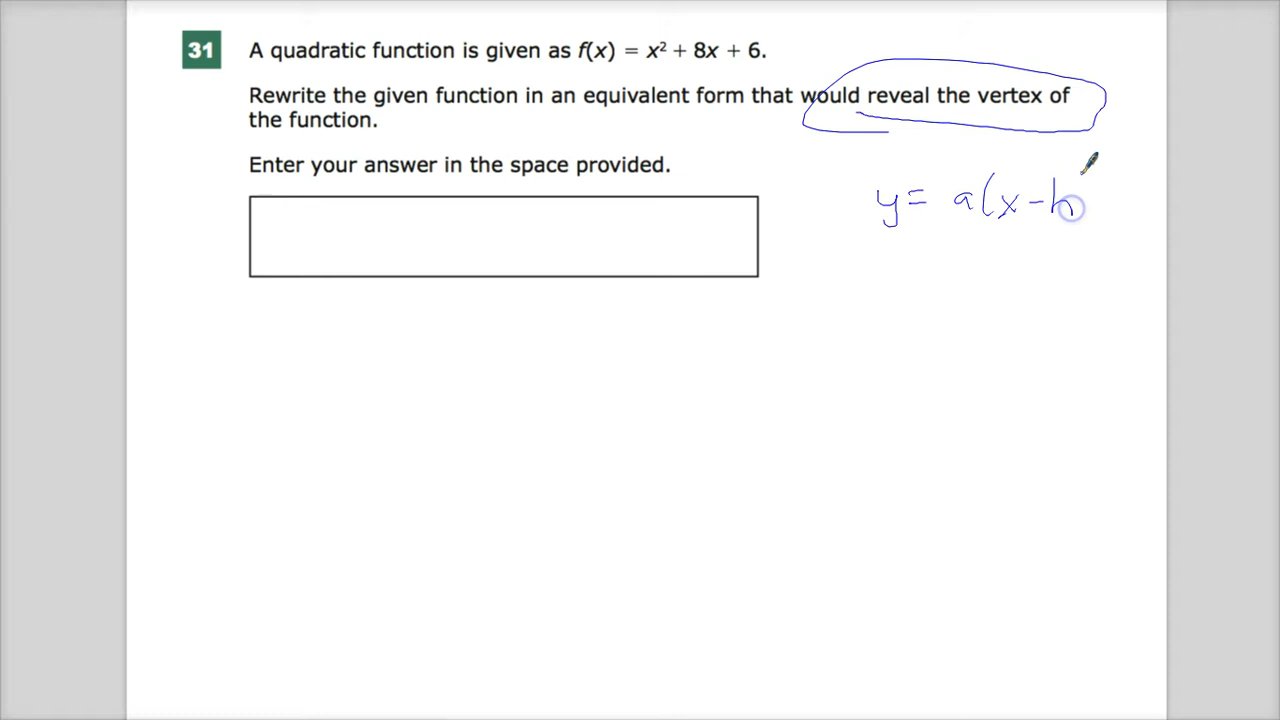 31 A quadratic function is given as f(x) = x² + 8x + 6.
Rewrite the given function in an equivalent form that would reveal the vertex of
the function.
Enter your answer in the space provided.
y = a(x - h